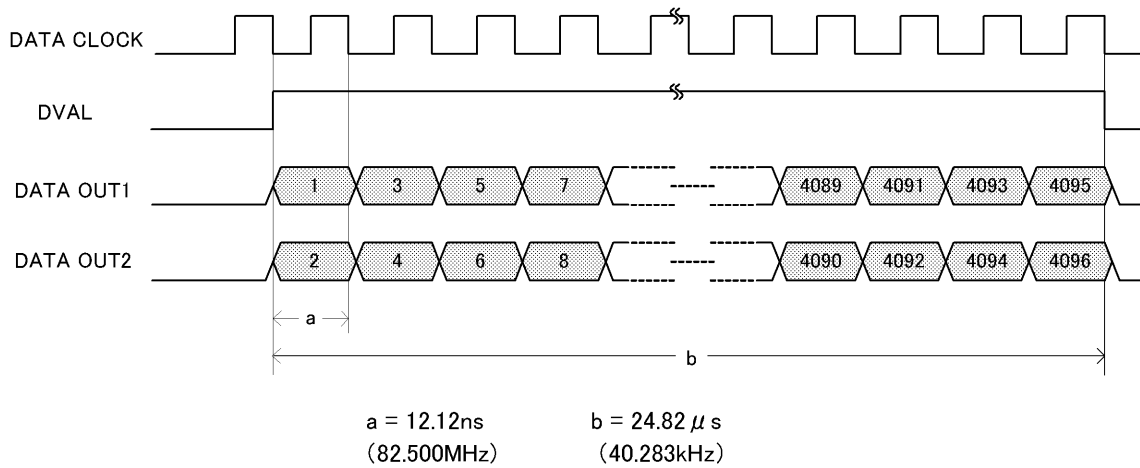 DATA CLOCK
DVAL
DATA OUT1 1 3 5 7 4089 4091 4093 4095
DATA OUT2 2 4 6 8 4090 4092 4094 4096
a
b
a = 12.12ns b = 24.82 μ s
(82.500MHz) (40.283kHz)